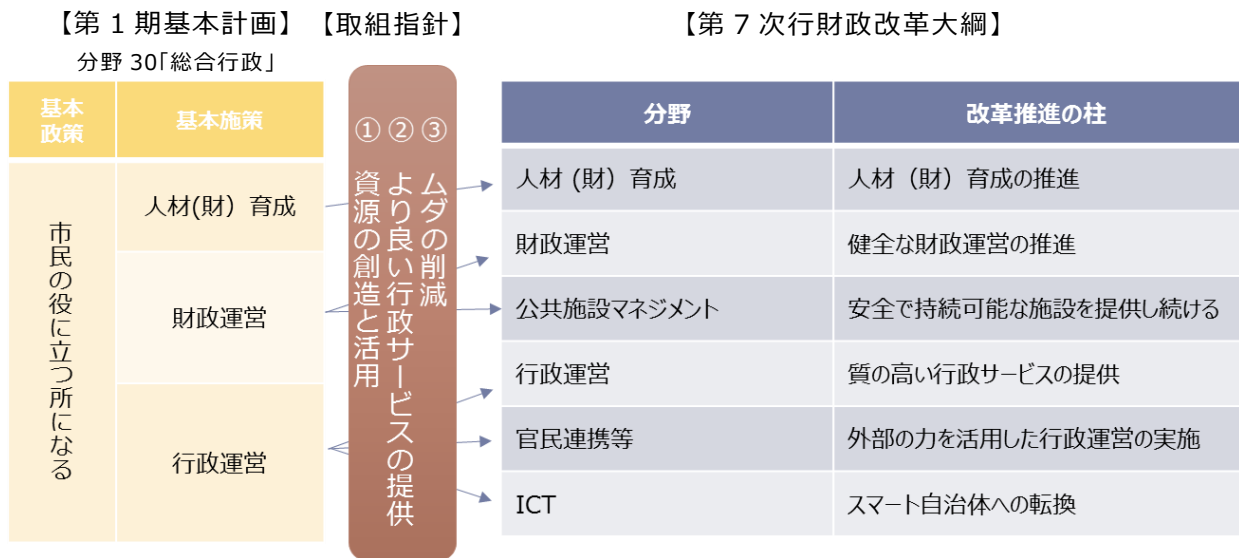 【第１期基本計画】
分野 30「総合行政」
【取組指針】
【第７次行財政改革大綱】
基本
政策
基本施策
市民の役に立つ所になる
人材(財）育成
財政運営
行政運営
① 資源の創造と活用
② より良い行政サービスの提供
③ ムダの削減
分野
改革推進の柱
人材 (財）育成
人材（財）育成の推進
財政運営
健全な財政運営の推進
公共施設マネジメント
安全で持続可能な施設を提供し続ける
行政運営
質の高い行政サービスの提供
官民連携等
外部の力を活用した行政運営の実施
ICT
スマート自治体への転換